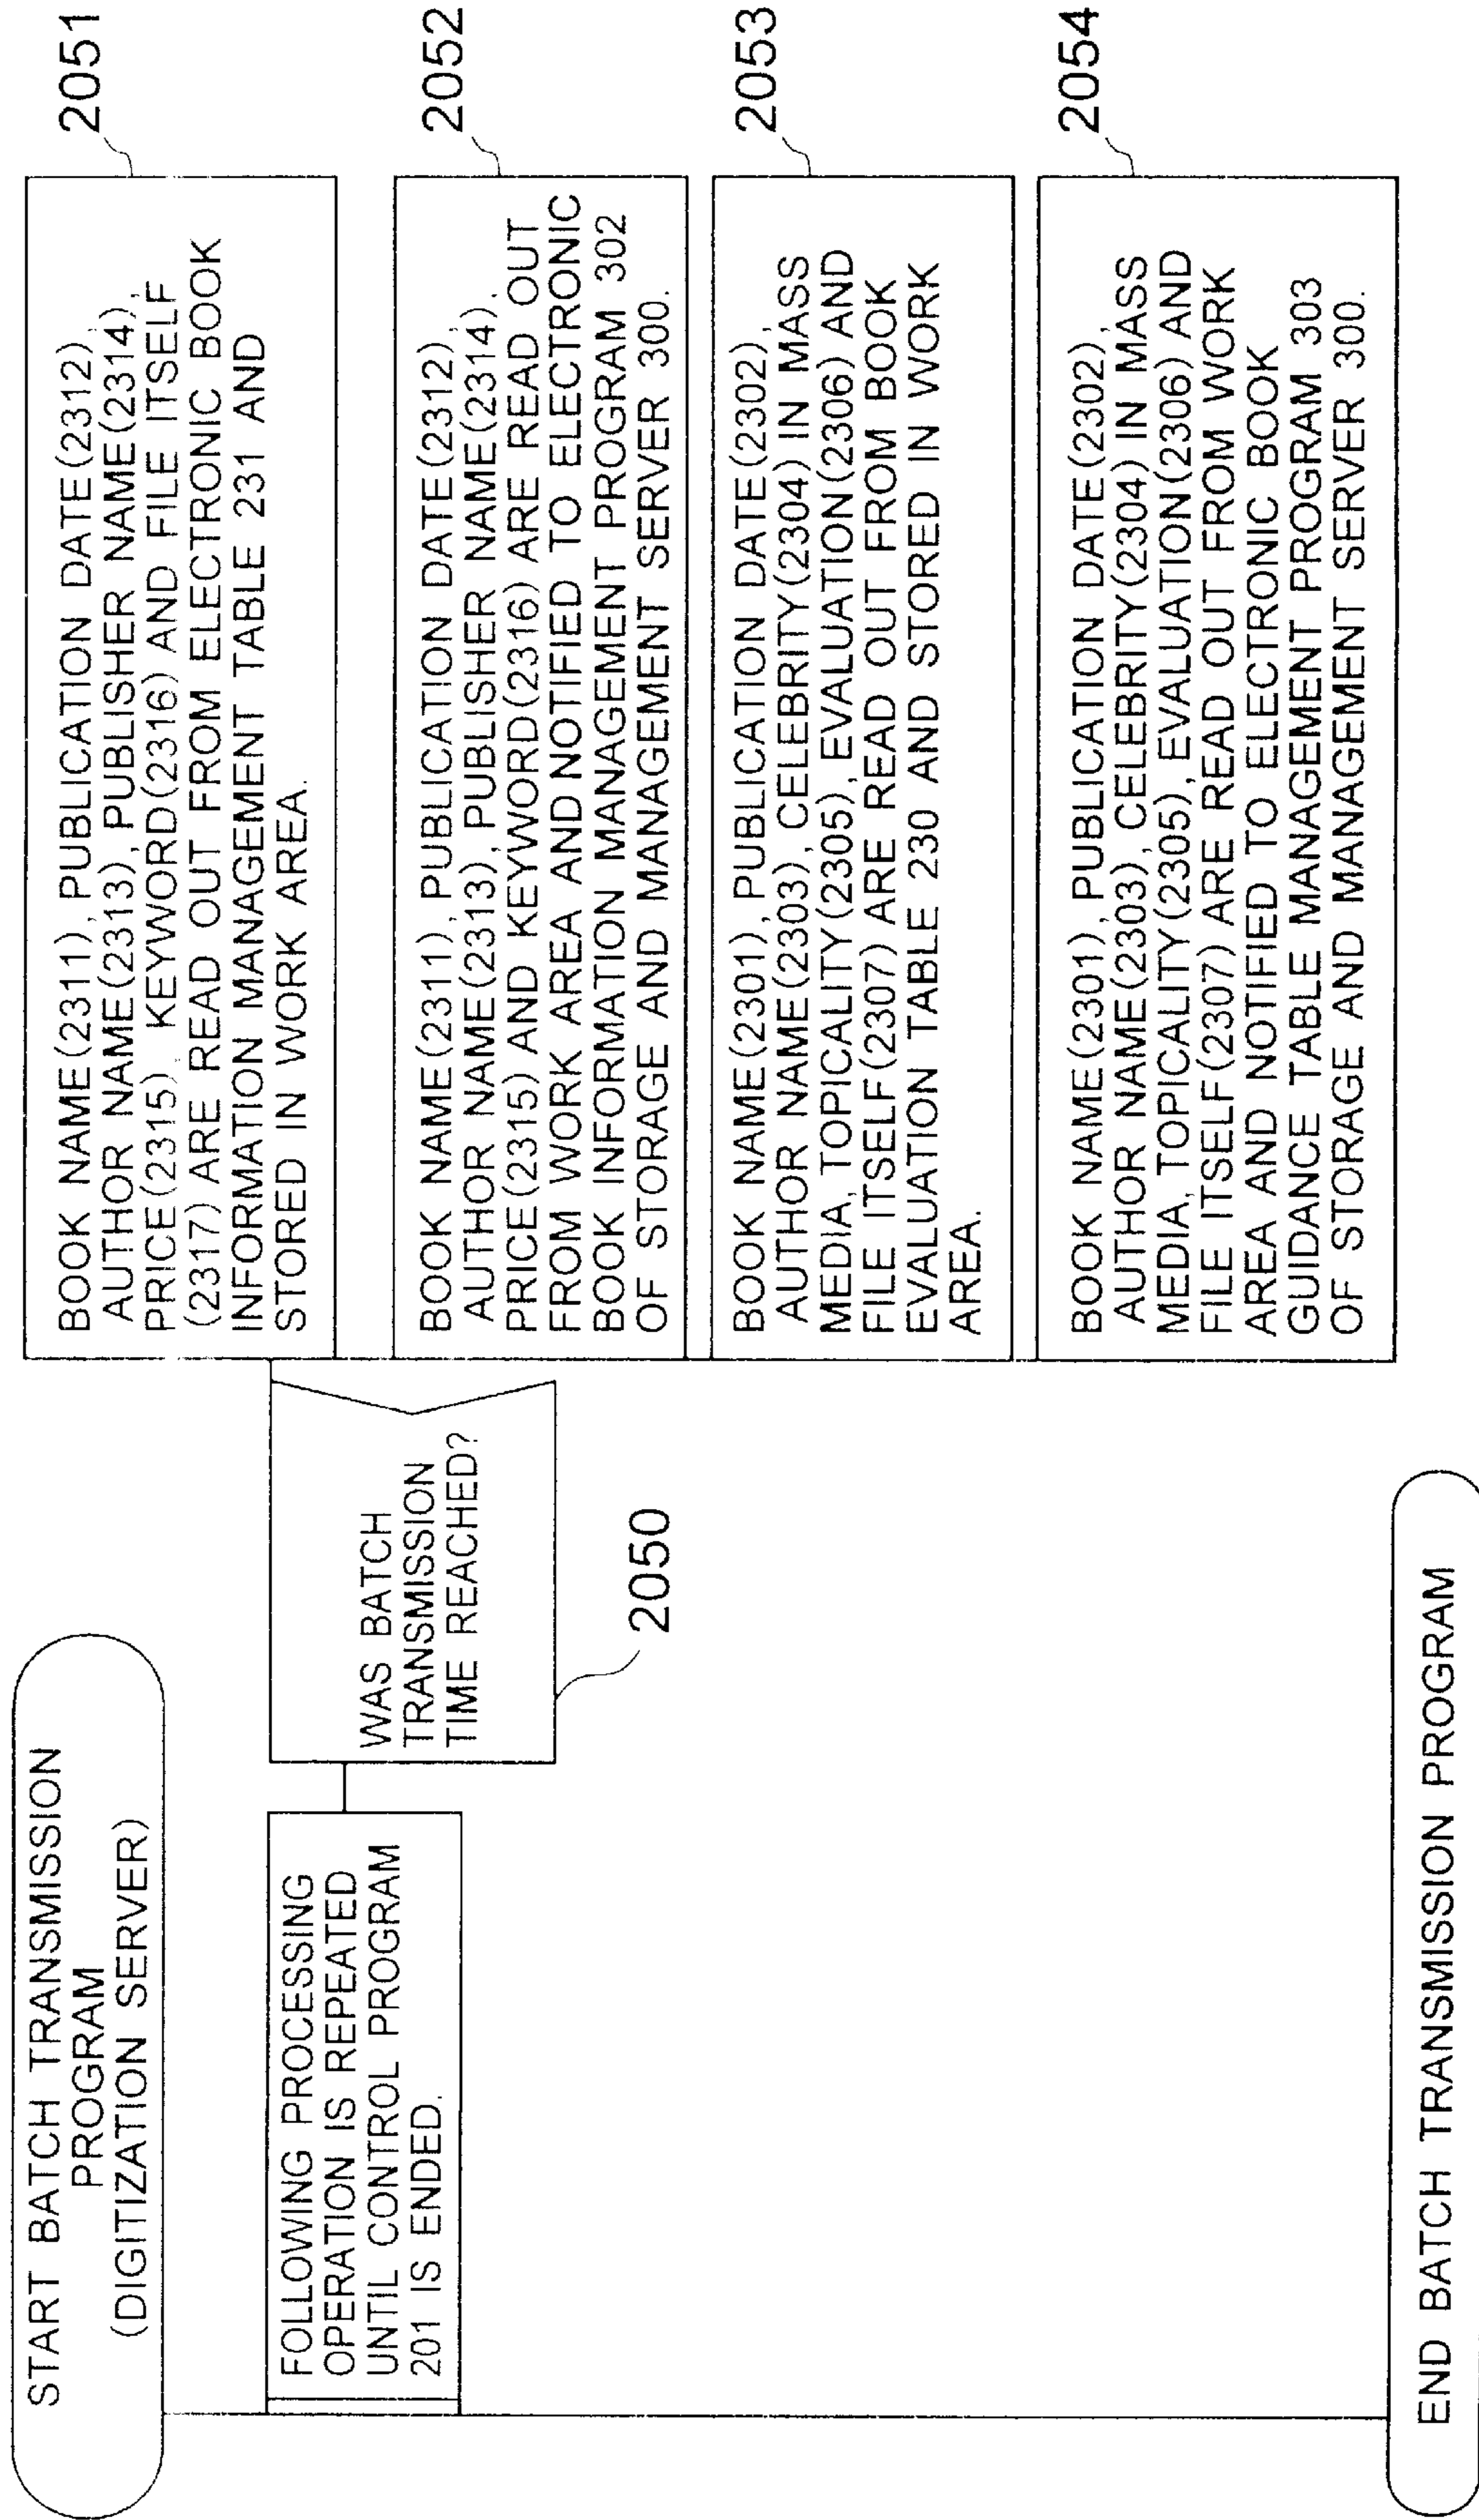 START BATCH TRANSMISSION
PROGRAM
(DIGITIZATION SERVER)
FOLLOWING PROCESSING
OPERATION IS REPEATED
UNTIL CONTROL PROGRAM
201 IS ENDED.
WAS BATCH
TRANSMISSION
TIME REACHED?
2050
BOOK NAME(2311), PUBLICATION DATE(2312),
AUTHOR NAME(2313), PUBLISHER NAME(2314),
PRICE(2315), KEYWORD(2316) AND FILE ITSELF
(2317) ARE READ OUT FROM ELECTRONIC BOOK
INFORMATION MANAGEMENT TABLE 231 AND
STORED IN WORK AREA.
2051
BOOK NAME(2311), PUBLICATION DATE(2312),
AUTHOR NAME(2313), PUBLISHER NAME(2314),
PRICE(2315) AND KEYWORD(2316) ARE READ OUT
FROM WORK AREA AND NOTIFIED TO ELECTRONIC
BOOK INFORMATION MANAGEMENT PROGRAM 302
OF STORAGE AND MANAGEMENT SERVER 300.
2052
BOOK NAME(2301), PUBLICATION DATE(2302),
AUTHOR NAME(2303), CELEBRITY(2304) IN MASS
MEDIA, TOPICALITY(2305), EVALUATION(2306) AND
FILE ITSELF(2307) ARE READ OUT FROM BOOK
EVALUATION TABLE 230 AND STORED IN WORK
AREA.
2053
BOOK NAME(2301), PUBLICATION DATE(2302),
AUTHOR NAME(2303), CELEBRITY(2304) IN MASS
MEDIA, TOPICALITY(2305), EVALUATION(2306) AND
FILE ITSELF(2307) ARE READ OUT FROM WORK
AREA AND NOTIFIED TO ELECTRONIC BOOK
GUIDANCE TABLE MANAGEMENT PROGRAM 303
OF STORAGE AND MANAGEMENT SERVER 300.
2054
END BATCH TRANSMISSION PROGRAM